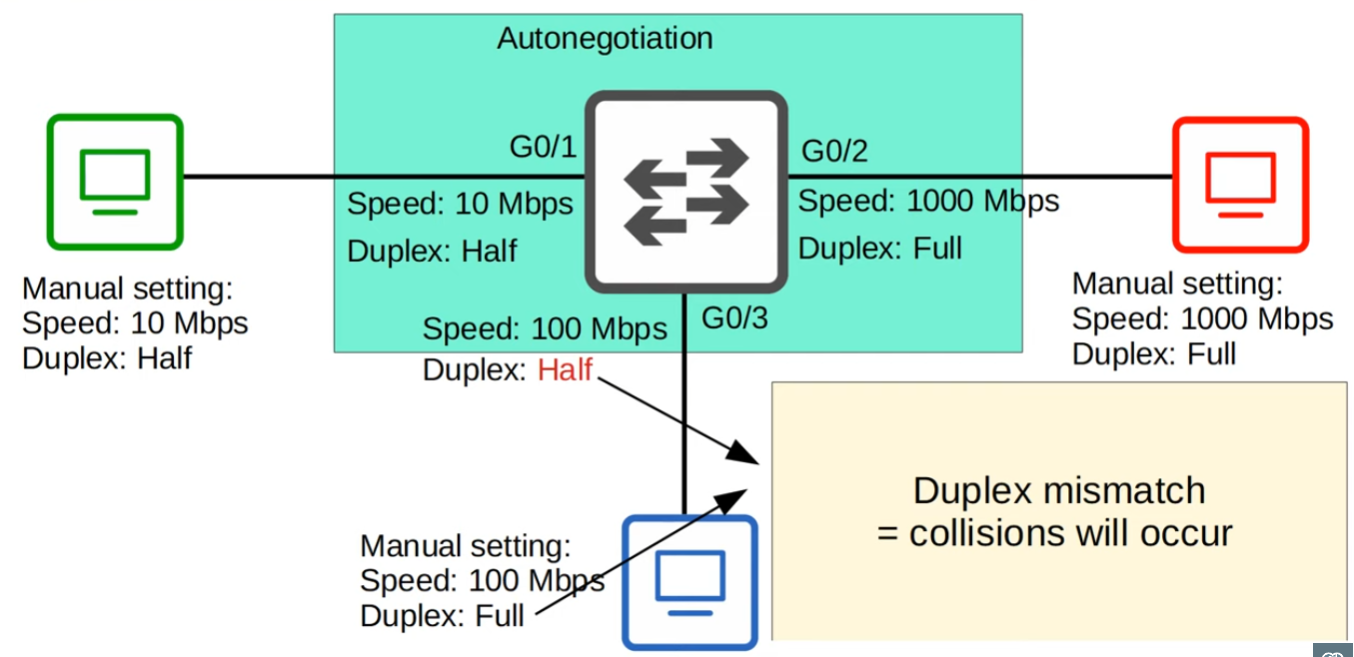 Autonegotiation
G0/1
G0/2
Speed: 10 Mbps
Duplex: Half
Speed: 1000 Mbps
Duplex: Full
Manual setting:
Speed: 10 Mbps
Duplex: Half
Manual setting:
Speed: 1000 Mbps
Duplex: Full
Speed: 100 Mbps
Duplex: Half
G0/3
Duplex mismatch
= collisions will occur
Manual setting:
Speed: 100 Mbps
Duplex: Full